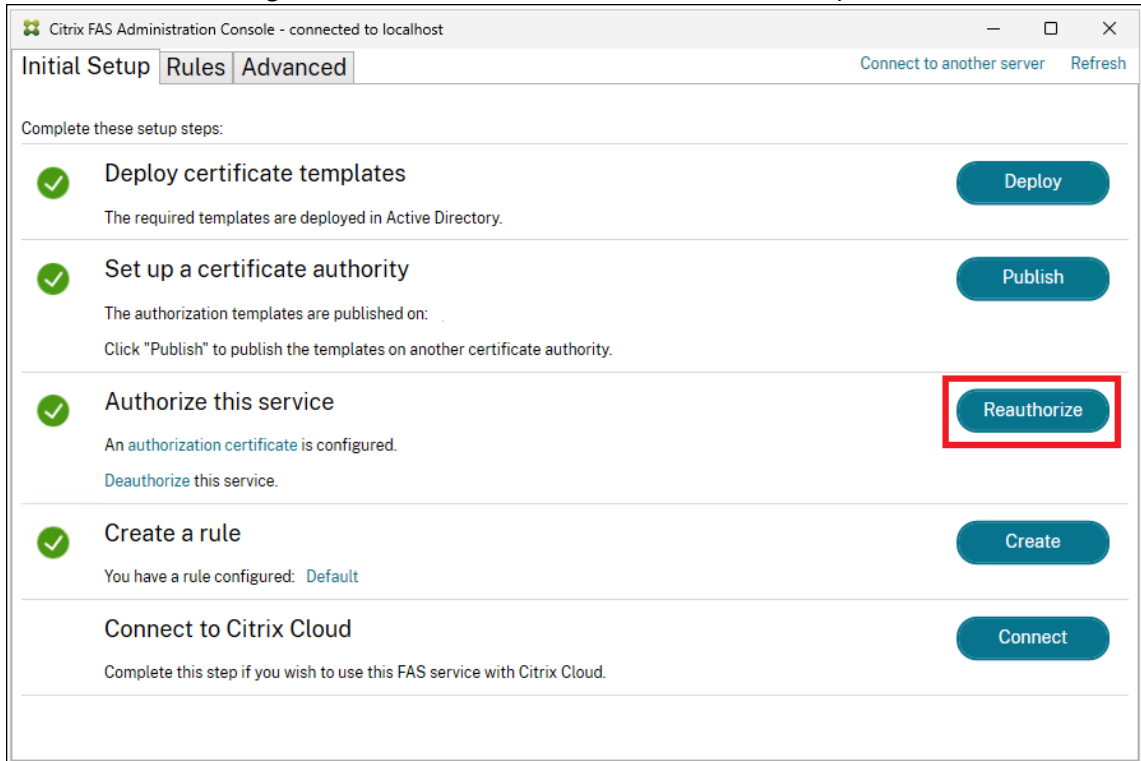 Citrix FAS Administration Console - connected to localhost
Initial Setup Rules Advanced Connect to another server Refresh
Complete these setup steps:
Deploy certificate templates
Deploy
The required templates are deployed in Active Directory.
Set up a certificate authority
Publish
The authorization templates are published on:
Click "Publish" to publish the templates on another certificate authority.
Authorize this service
Reauthorize
An authorization certificate is configured.
Deauthorize this service.
Create a rule
Create
You have a rule configured: Default
Connect to Citrix Cloud
Connect
Complete this step if you wish to use this FAS service with Citrix Cloud.